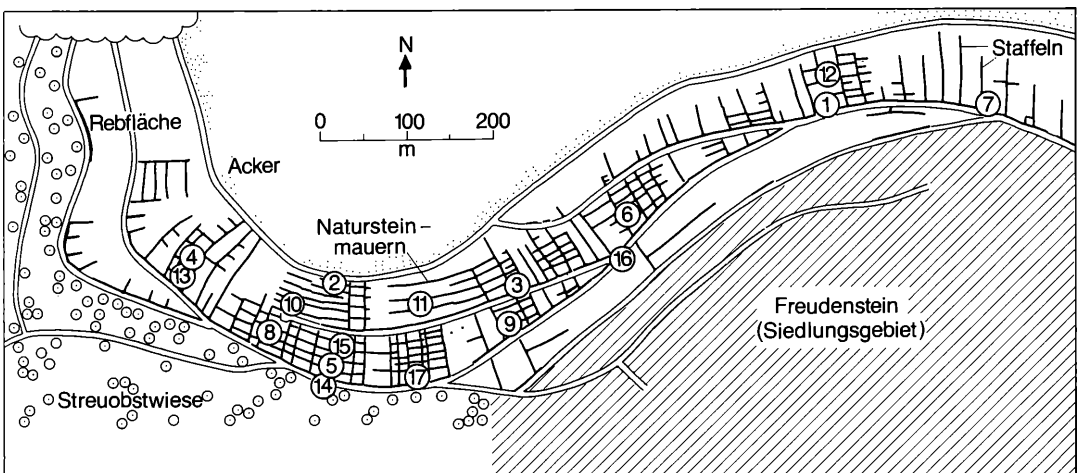 N
0 100 200
m
Staffeln
Rebfläche
Acker
Naturstein-
mauern
Freudenstein
(Siedlungsgebiet)
Streuobstwiese
12
1
7
6
4
13
2
16
3
10
11
9
8
15
5
14
17